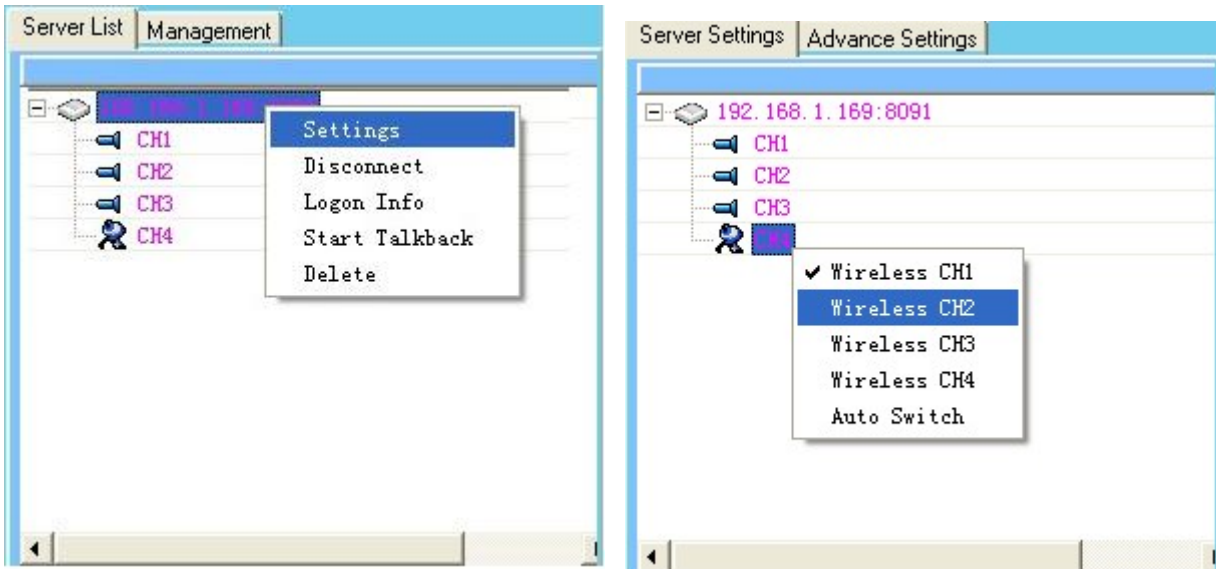 Server List Management
CH1
CH2
CH3
CH4
Settings
Disconnect
Logon Info
Start Talkback
Delete
Server Settings Advance Settings
192.168.1.169:8091
CH1
CH2
CH3
CH4
Wireless CH1
Wireless CH2
Wireless CH3
Wireless CH4
Auto Switch